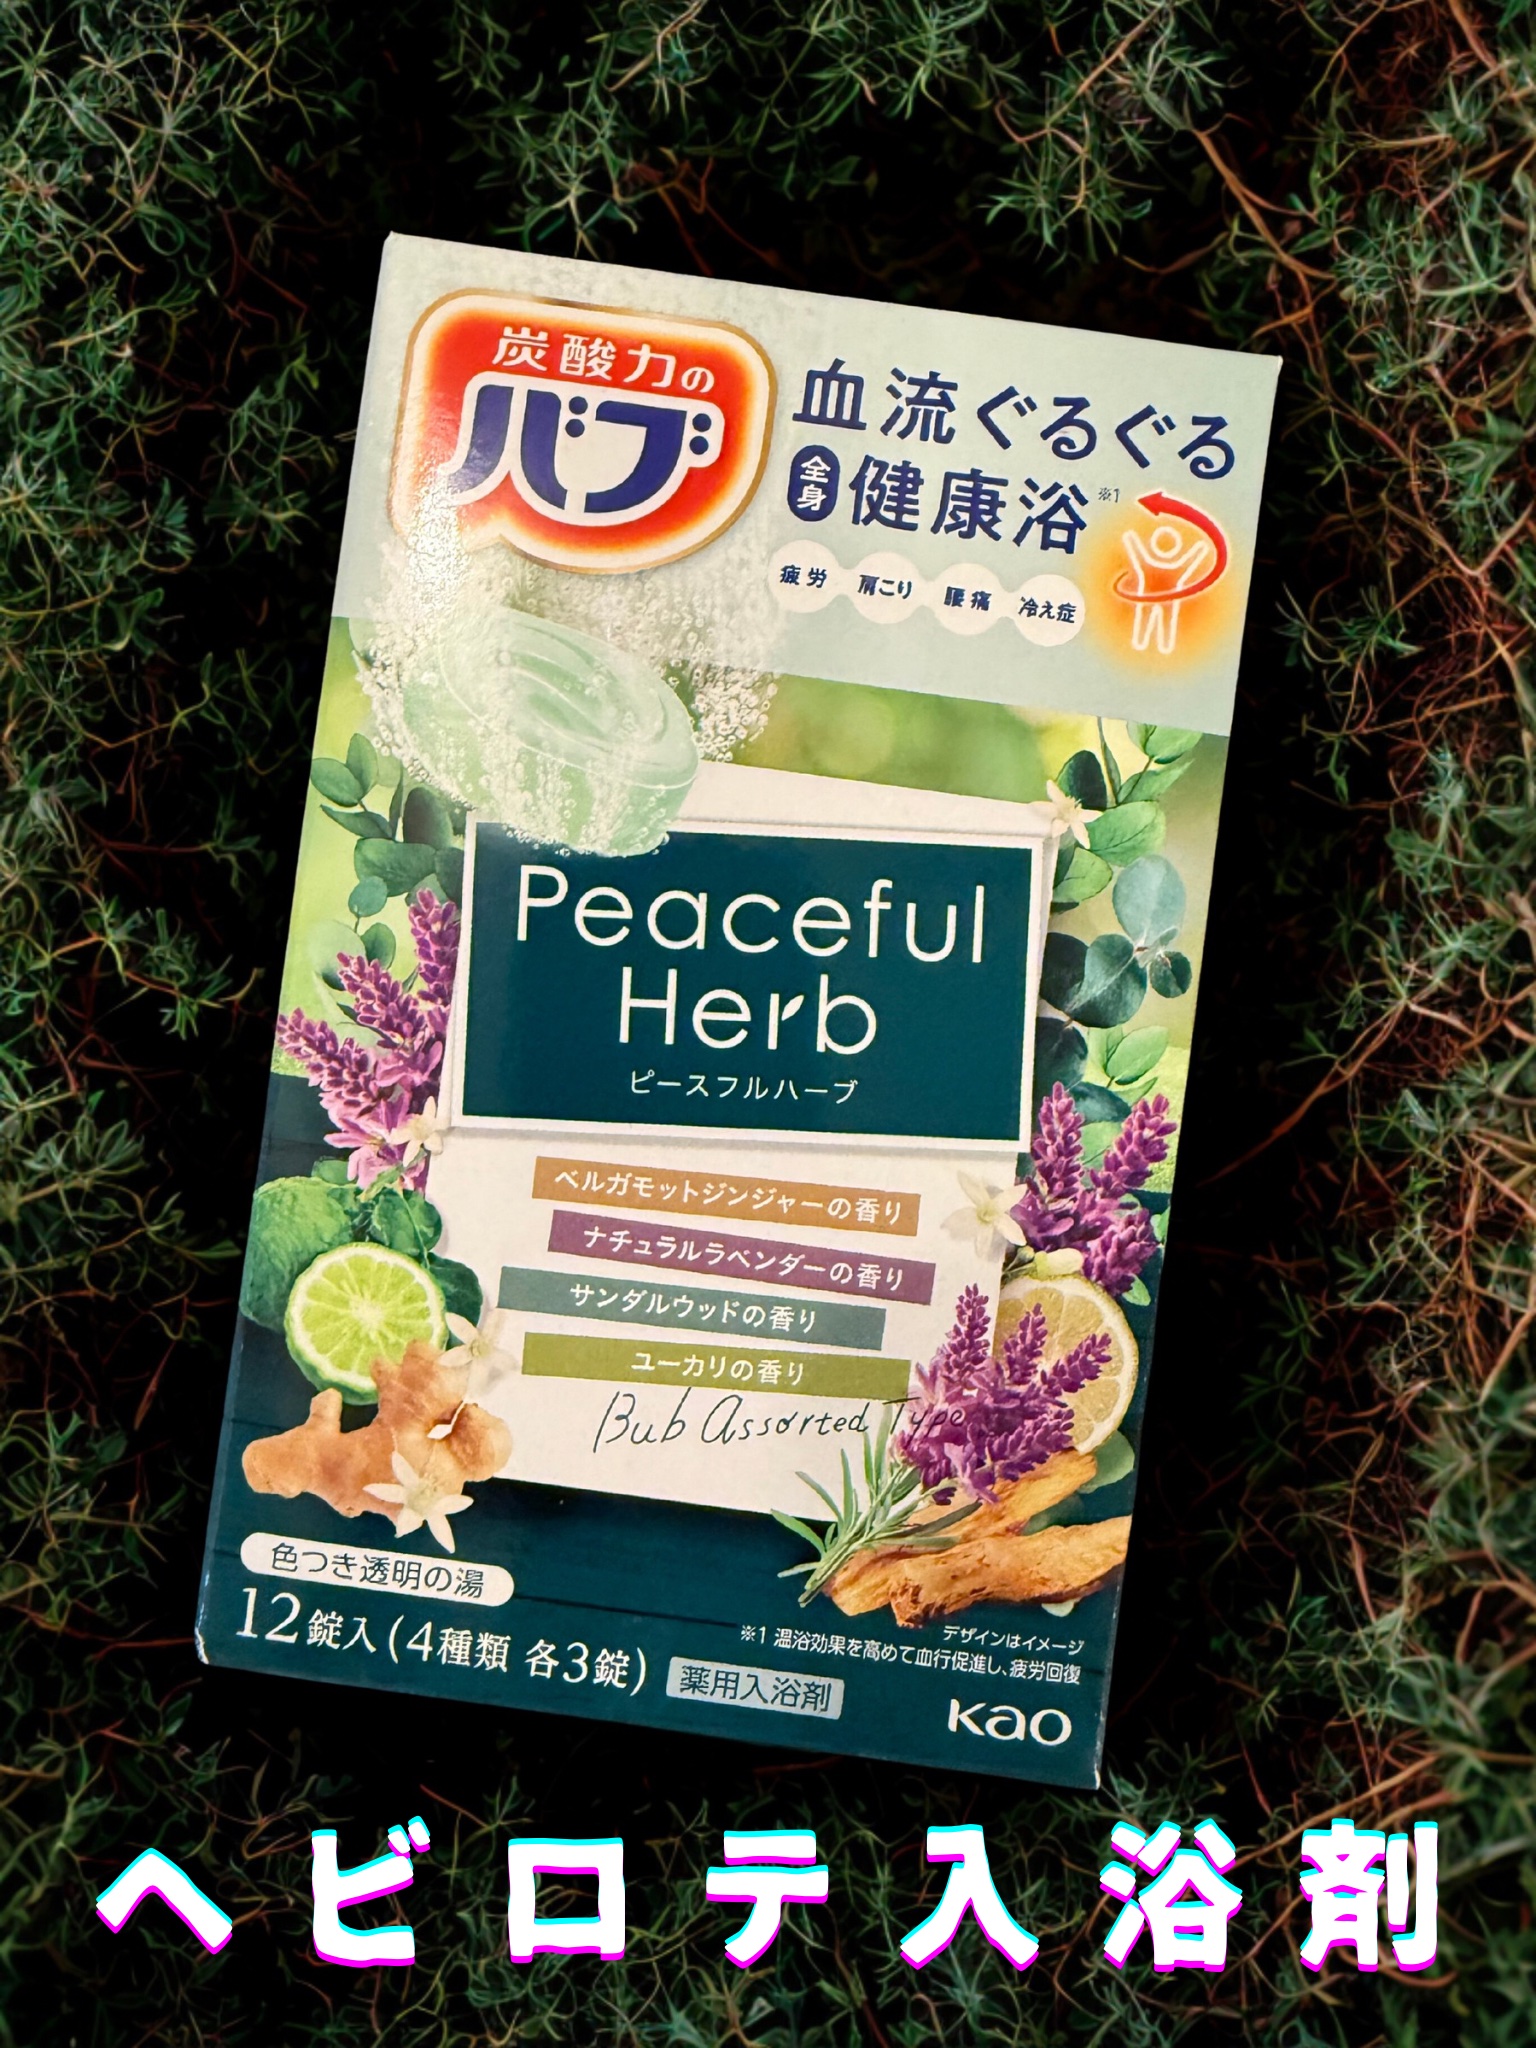 炭酸力の
バブ
血流ぐるぐる
全身
健康浴※1
疲労 肩こり 腰痛 冷え症
Peaceful
Herb
ピースフルハーブ
ベルガモットジンジャーの香り
ナチュラルラベンダーの香り
サンダルウッドの香り
ユーカリの香り
Bub Assorted Type
色つき透明の湯
12錠入(4種類 各3錠)
薬用入浴剤
デザインはイメージ
※1 温浴効果を高めて血行促進し、疲労回復
Kao
ヘビロテ入浴剤